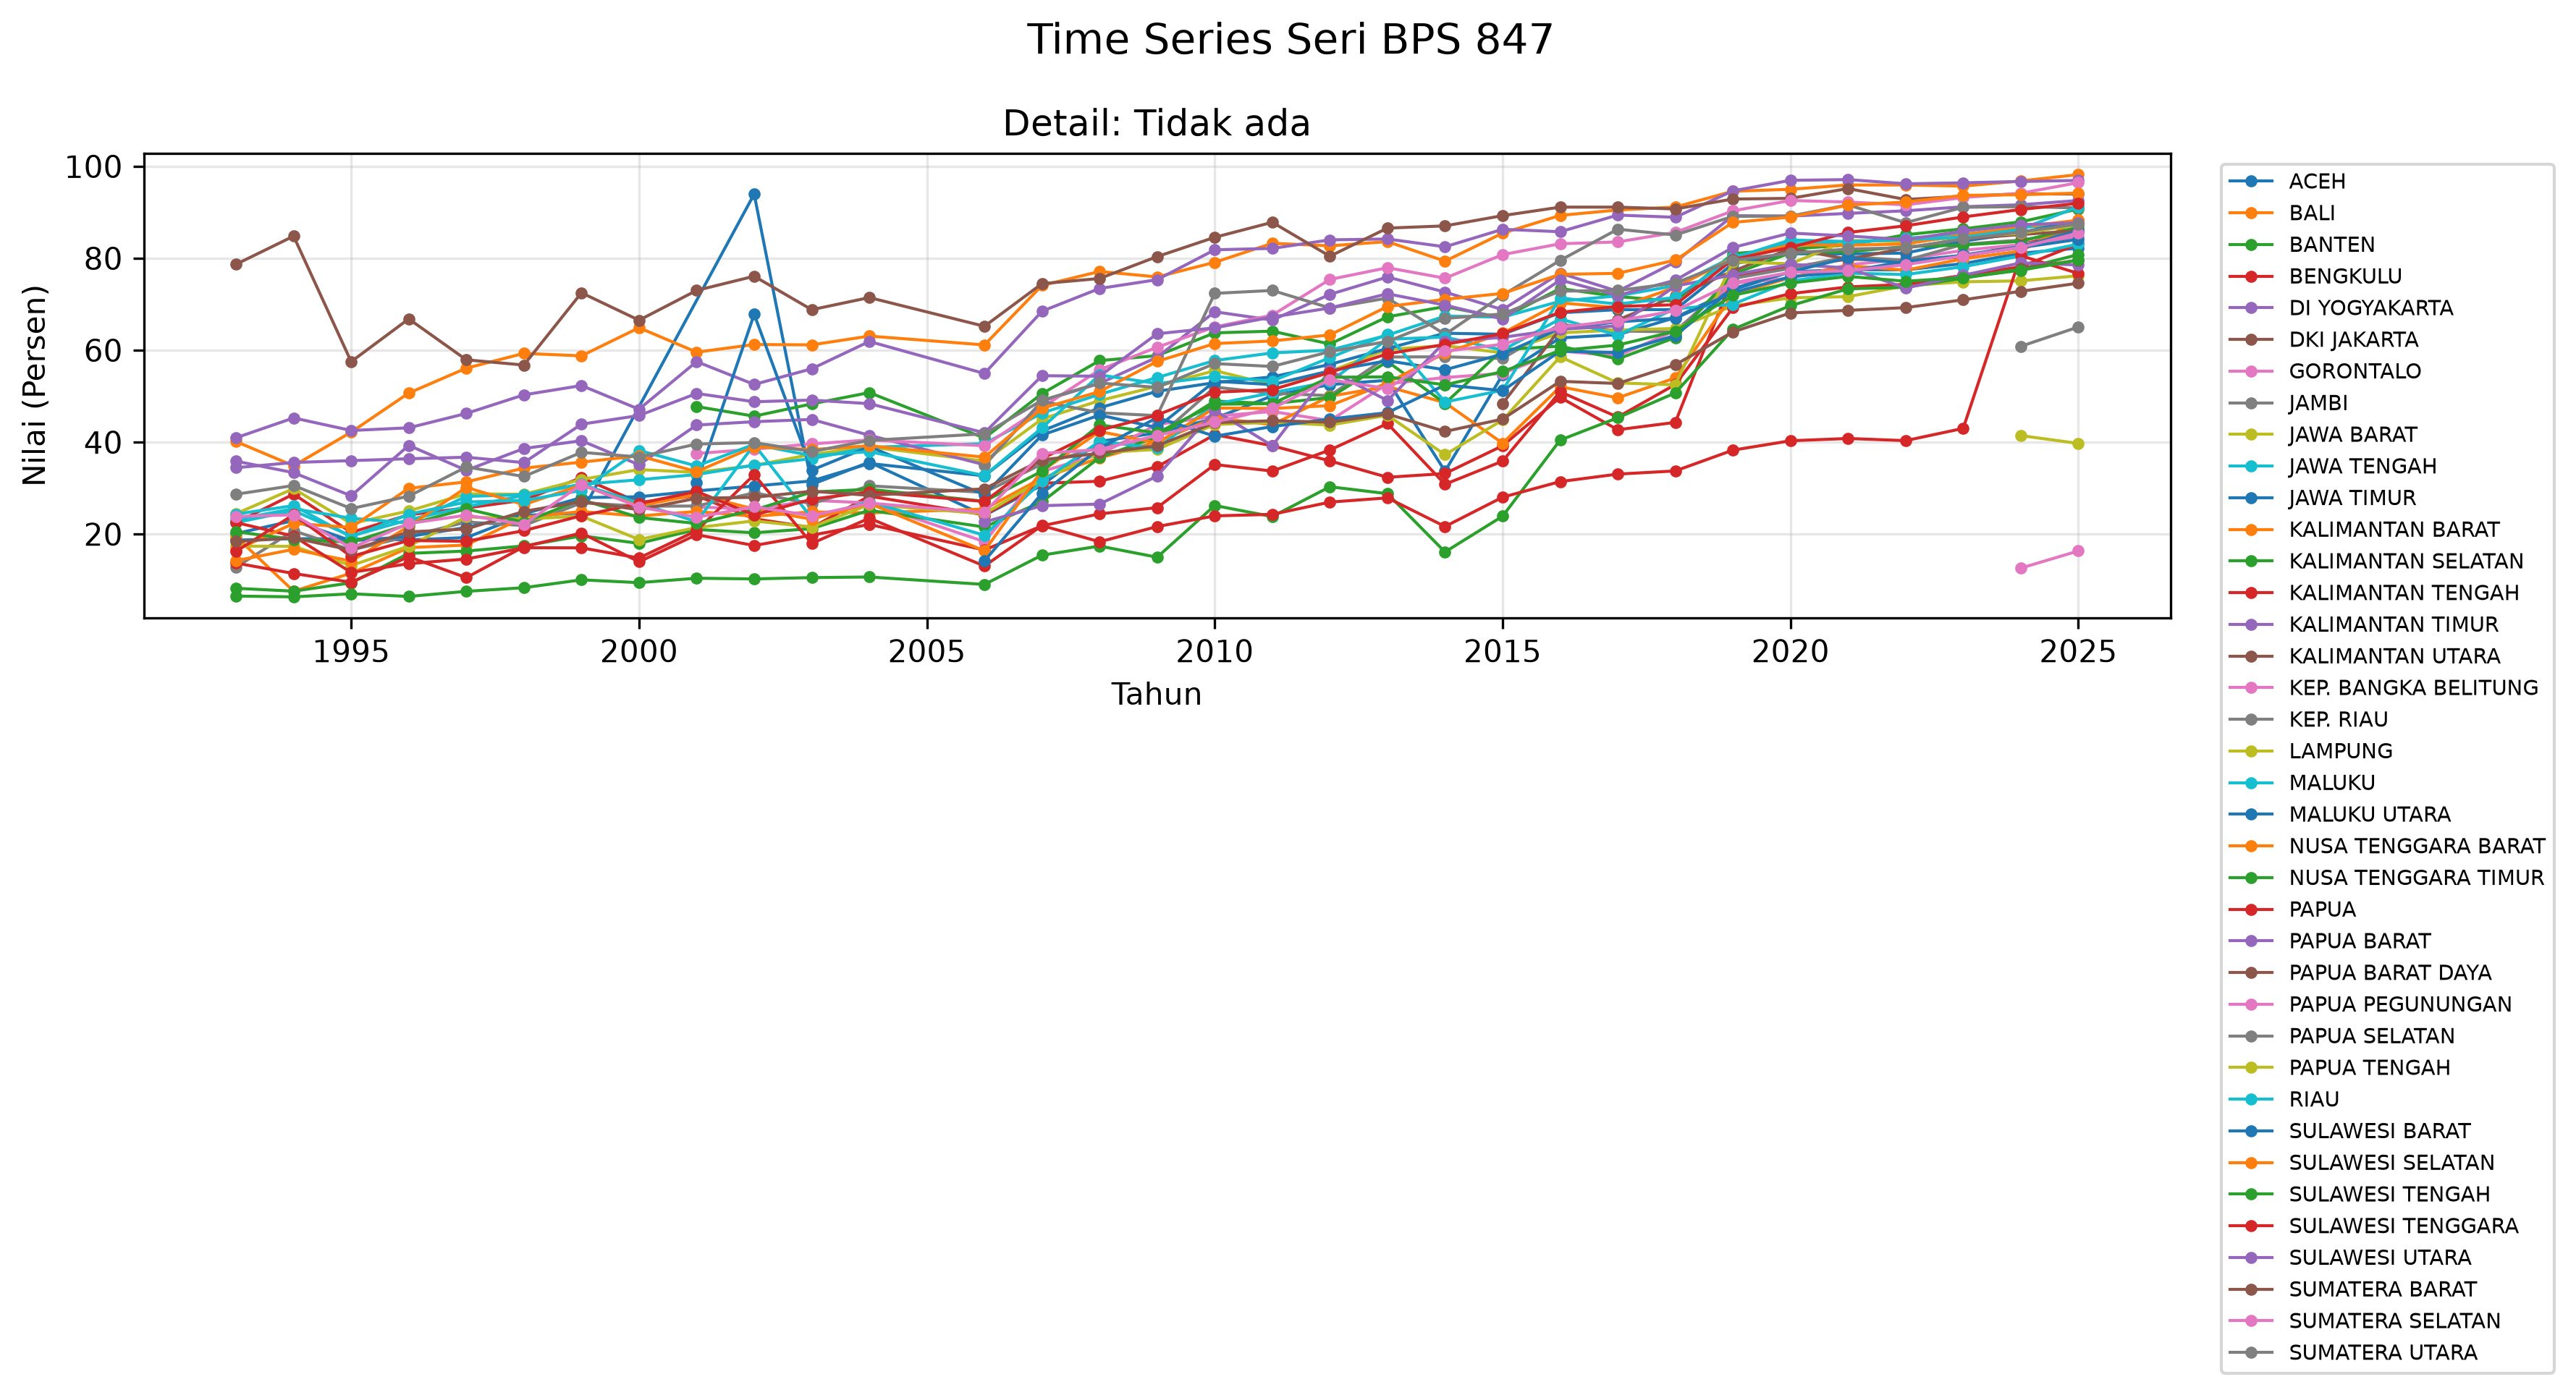 Time Series Seri BPS 847
Detail: Tidak ada
Nilai (Persen)
100
80
60
40
20
1995 2000 2005 2010 2015 2020 2025
Tahun
ACEH
BALI
BANTEN
BENGKULU
DI YOGYAKARTA
DKI JAKARTA
GORONTALO
JAMBI
JAWA BARAT
JAWA TENGAH
JAWA TIMUR
KALIMANTAN BARAT
KALIMANTAN SELATAN
KALIMANTAN TENGAH
KALIMANTAN TIMUR
KALIMANTAN UTARA
KEP. BANGKA BELITUNG
KEP. RIAU
LAMPUNG
MALUKU
MALUKU UTARA
NUSA TENGGARA BARAT
NUSA TENGGARA TIMUR
PAPUA
PAPUA BARAT
PAPUA BARAT DAYA
PAPUA PEGUNUNGAN
PAPUA SELATAN
PAPUA TENGAH
RIAU
SULAWESI BARAT
SULAWESI SELATAN
SULAWESI TENGAH
SULAWESI TENGGARA
SULAWESI UTARA
SUMATERA BARAT
SUMATERA SELATAN
SUMATERA UTARA